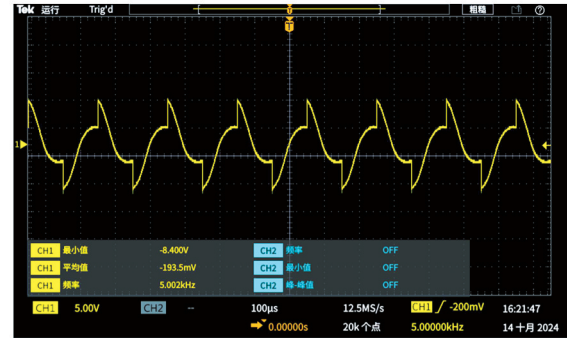 Tek 运行 Trig'd 粗糙
T
1
CH1 最小值 -8.400V CH2 频率 OFF
CH1 平均值 -193.5mV CH2 最小值 OFF
CH1 频率 5.002kHz CH2 峰-峰值 OFF
CH1 5.00V CH2 -- 100μs 12.5MS/s CH1 -200mV 16:21:47
0.00000s 20k 个点 5.00000kHz 14 十月 2024